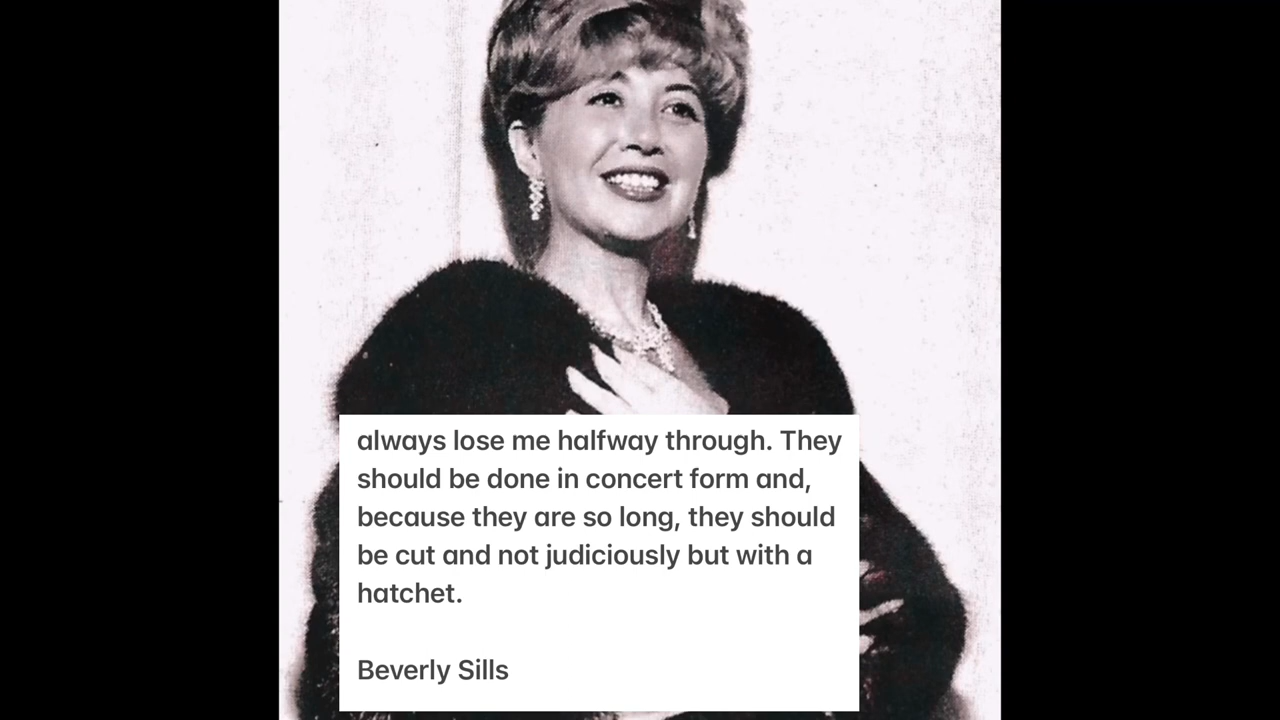 always lose me halfway through. They
should be done in concert form and,
because they are so long, they should
be cut and not judiciously but with a
hatchet.
Beverly Sills